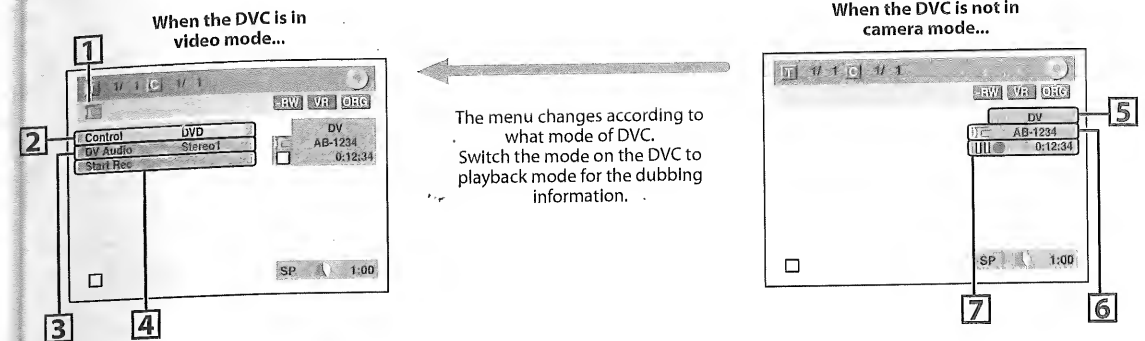 When the DVC is in
video mode...
1
T 1/ 1 C 1/ 1
-RW VR ORG
2
Control DVD
DV Audio Stereo1
Start Rec
DV
AB-1234
0:12:34
SP 1:00
3
4
The menu changes according to
what mode of DVC.
Switch the mode on the DVC to
playback mode for the dubbing
information.
When the DVC is not in
camera mode...
T 1/ 1 C 1/ 1
-RW VR ORG
DV
5
AB-1234
0:12:34
SP 1:00
7
6